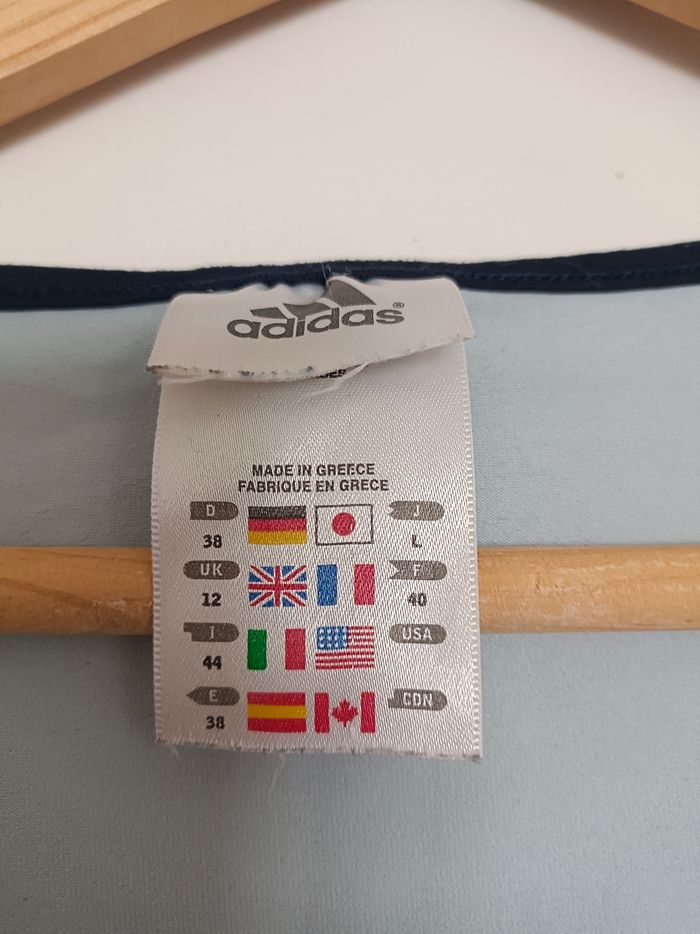 adidas®
MADE IN GREECE
FABRIQUE EN GRECE
D J
38 L
UK F
12 40
I USA
44
E CDN
38